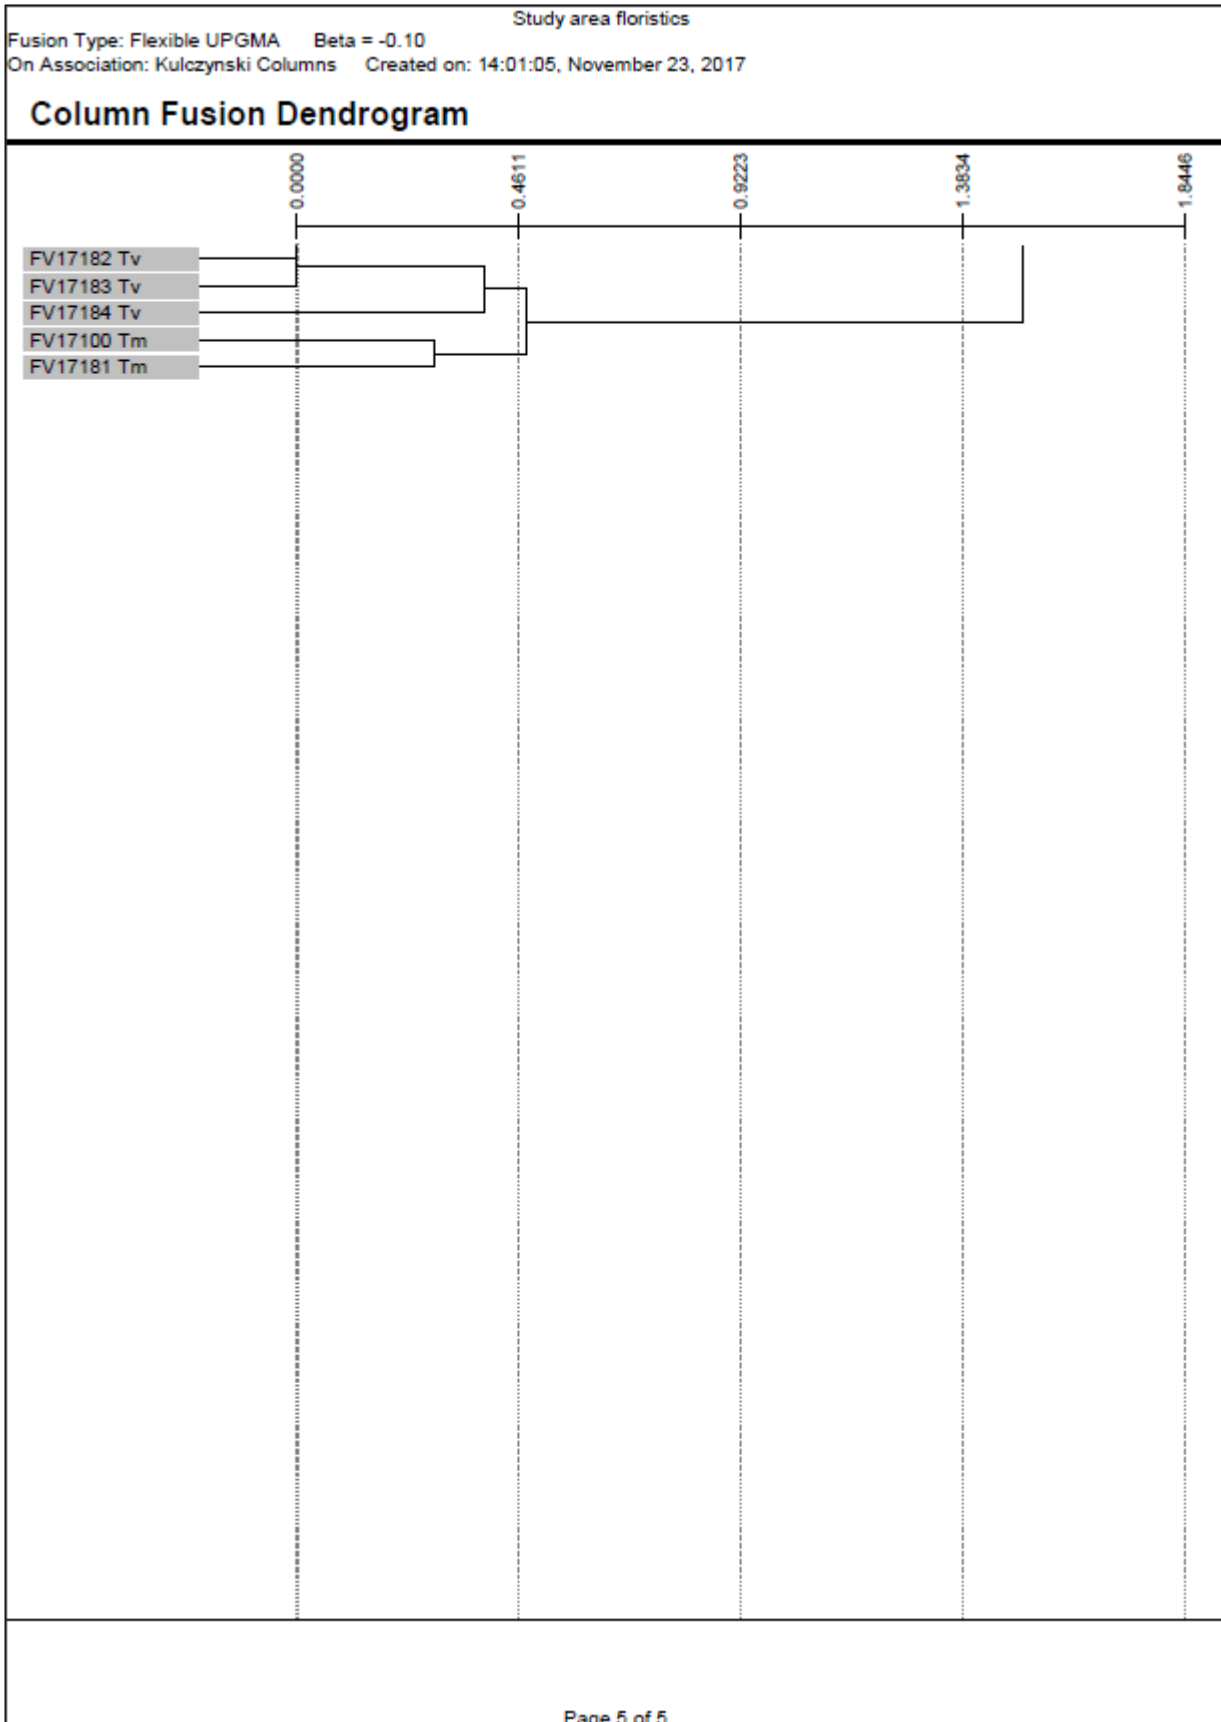 Study area floristics
Fusion Type: Flexible UPGMA Beta = -0.10
On Association: Kulczynski Columns Created on: 14:01:05, November 23, 2017
Column Fusion Dendrogram
0.0000
0.4611
0.9223
1.3834
1.8446
FV17182 Tv
FV17183 Tv
FV17184 Tv
FV17100 Tm
FV17181 Tm
Page 5 of 5